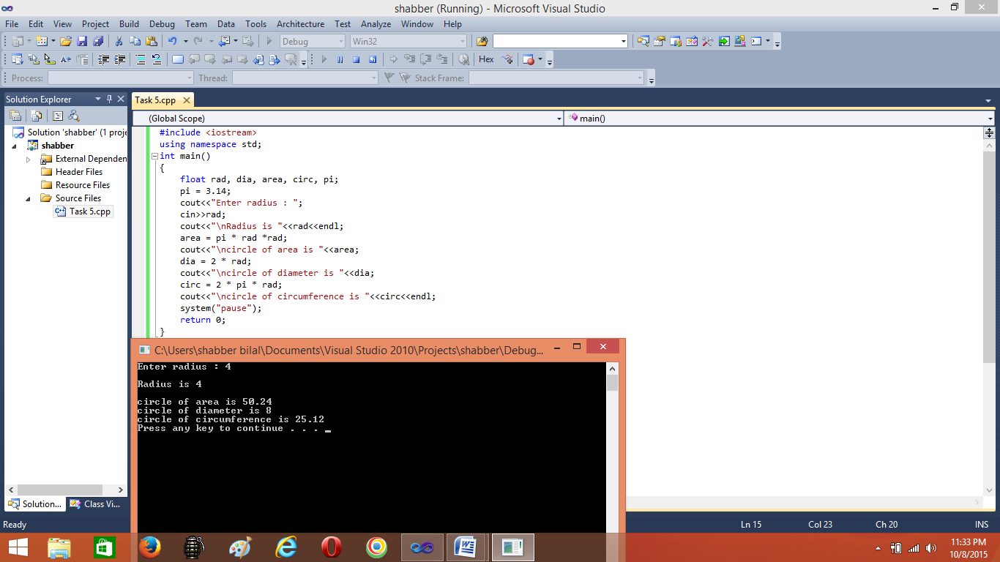 shabber (Running) - Microsoft Visual Studio
File Edit View Project Build Debug Team Data Tools Architecture Test Analyze Window Help
Debug Win32
Hex
Process: Thread: Stack Frame:
Solution Explorer
Solution 'shabber' (1 proje
shabber
External Dependen
Header Files
Resource Files
Source Files
Task 5.cpp
Solution... Class Vi...
Task 5.cpp
(Global Scope) main()
#include <iostream>
using namespace std;
int main()
{
float rad, dia, area, circ, pi;
pi = 3.14;
cout<<"Enter radius : ";
cin>>rad;
cout<<"\nRadius is "<<rad<<endl;
area = pi * rad *rad;
cout<<"\ncircle of area is "<<area;
dia = 2 * rad;
cout<<"\ncircle of diameter is "<<dia;
circ = 2 * pi * rad;
cout<<"\ncircle of circumference is "<<circ<<endl;
system("pause");
return 0;
}
C:\Users\shabber bilal\Documents\Visual Studio 2010\Projects\shabber\Debug...
Enter radius : 4
Radius is 4
circle of area is 50.24
circle of diameter is 8
circle of circumference is 25.12
Press any key to continue . . .
Ready Ln 15 Col 23 Ch 20 INS
11:33 PM
10/8/2015